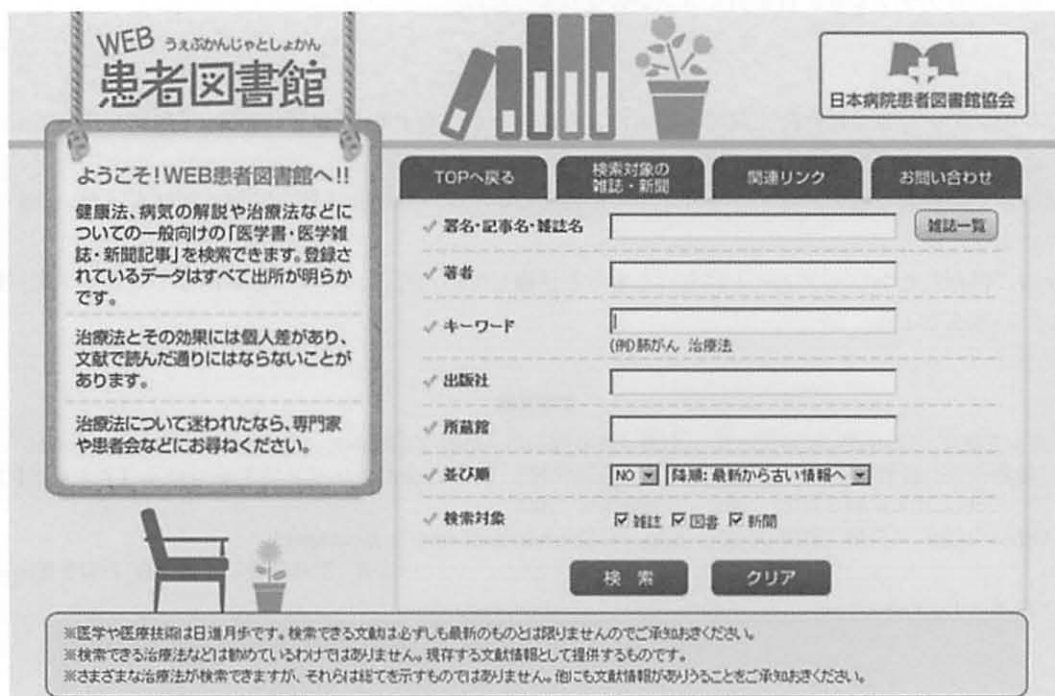 WEB うぇぶかんじゃとしょかん
患者図書館
日本病院患者図書館協会
ようこそ!WEB患者図書館へ!!
健康法、病気の解説や治療法などに
ついての一般向けの「医学書・医学雑
誌・新聞記事」を検索できます。登録さ
れているデータはすべて出所が明らか
です。
治療法とその効果には個人差があり、
文献で読んだ通りにはならないことが
あります。
治療法について迷われたなら、専門家
や患者会などにお尋ねください。
TOPへ戻る
検索対象の
雑誌・新聞
関連リンク
お問い合わせ
署名・記事名・雑誌名
雑誌一覧
著者
キーワード
(例)肺がん 治療法
出版社
所蔵館
並び順 NO 降順:最新から古い情報へ
検索対象 雑誌 図書 新聞
検 索
クリア
※医学や医療技術は日進月歩です。検索できる文献は必ずしも最新のものとは限りませんのでご承知おきください。
※検索できる治療法などは勧めているわけではありません。現存する文献情報として提供するものです。
※さまざまな治療法が検索できますが、それらは総てを示すものではありません。他にも文献情報がありうることをご承知おきください。